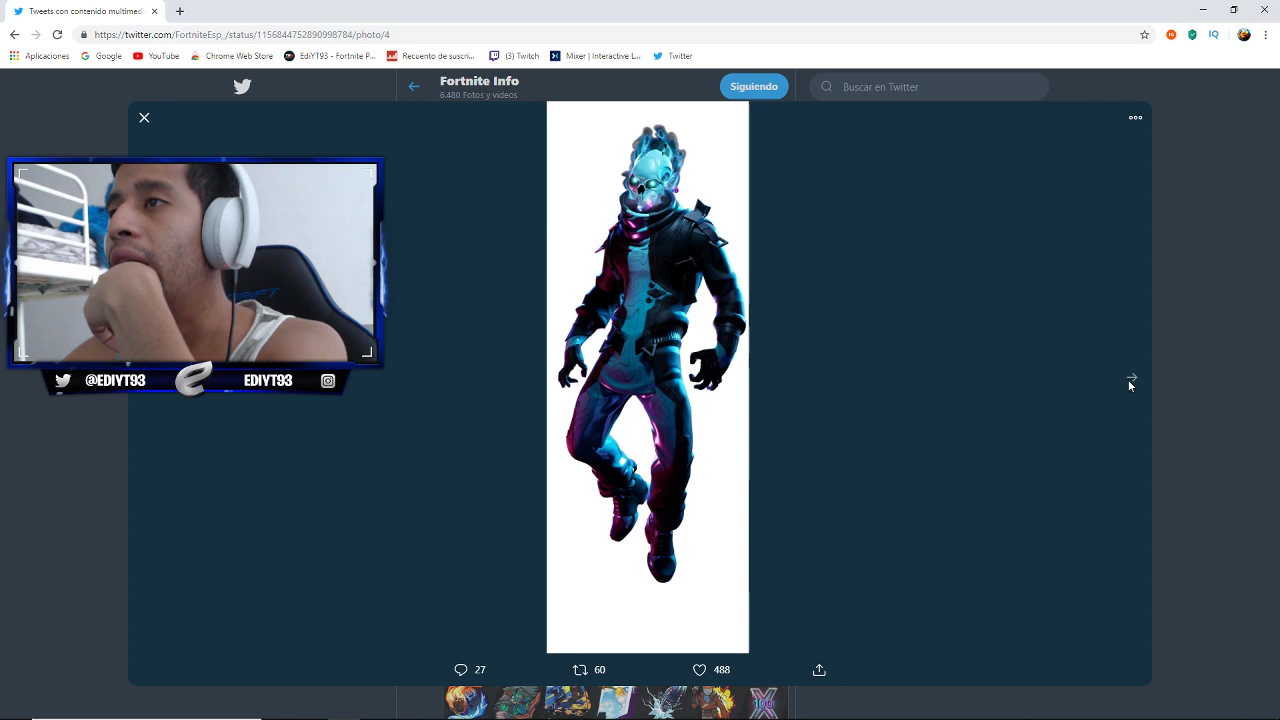 Tweets con contenido multimedi
https://twitter.com/FortniteEsp_/status/1156844752890998784/photo/4
Aplicaciones Google YouTube Chrome Web Store EdiYT93 - Fortnite P... Recuento de suscri... (3) Twitch Mixer | Interactive L... Twitter
Fortnite Info
6.480 Fotos y videos
Siguiendo
Buscar en Twitter
DRIFT
@EDIYT93 EDIYT93
27 60 488
100